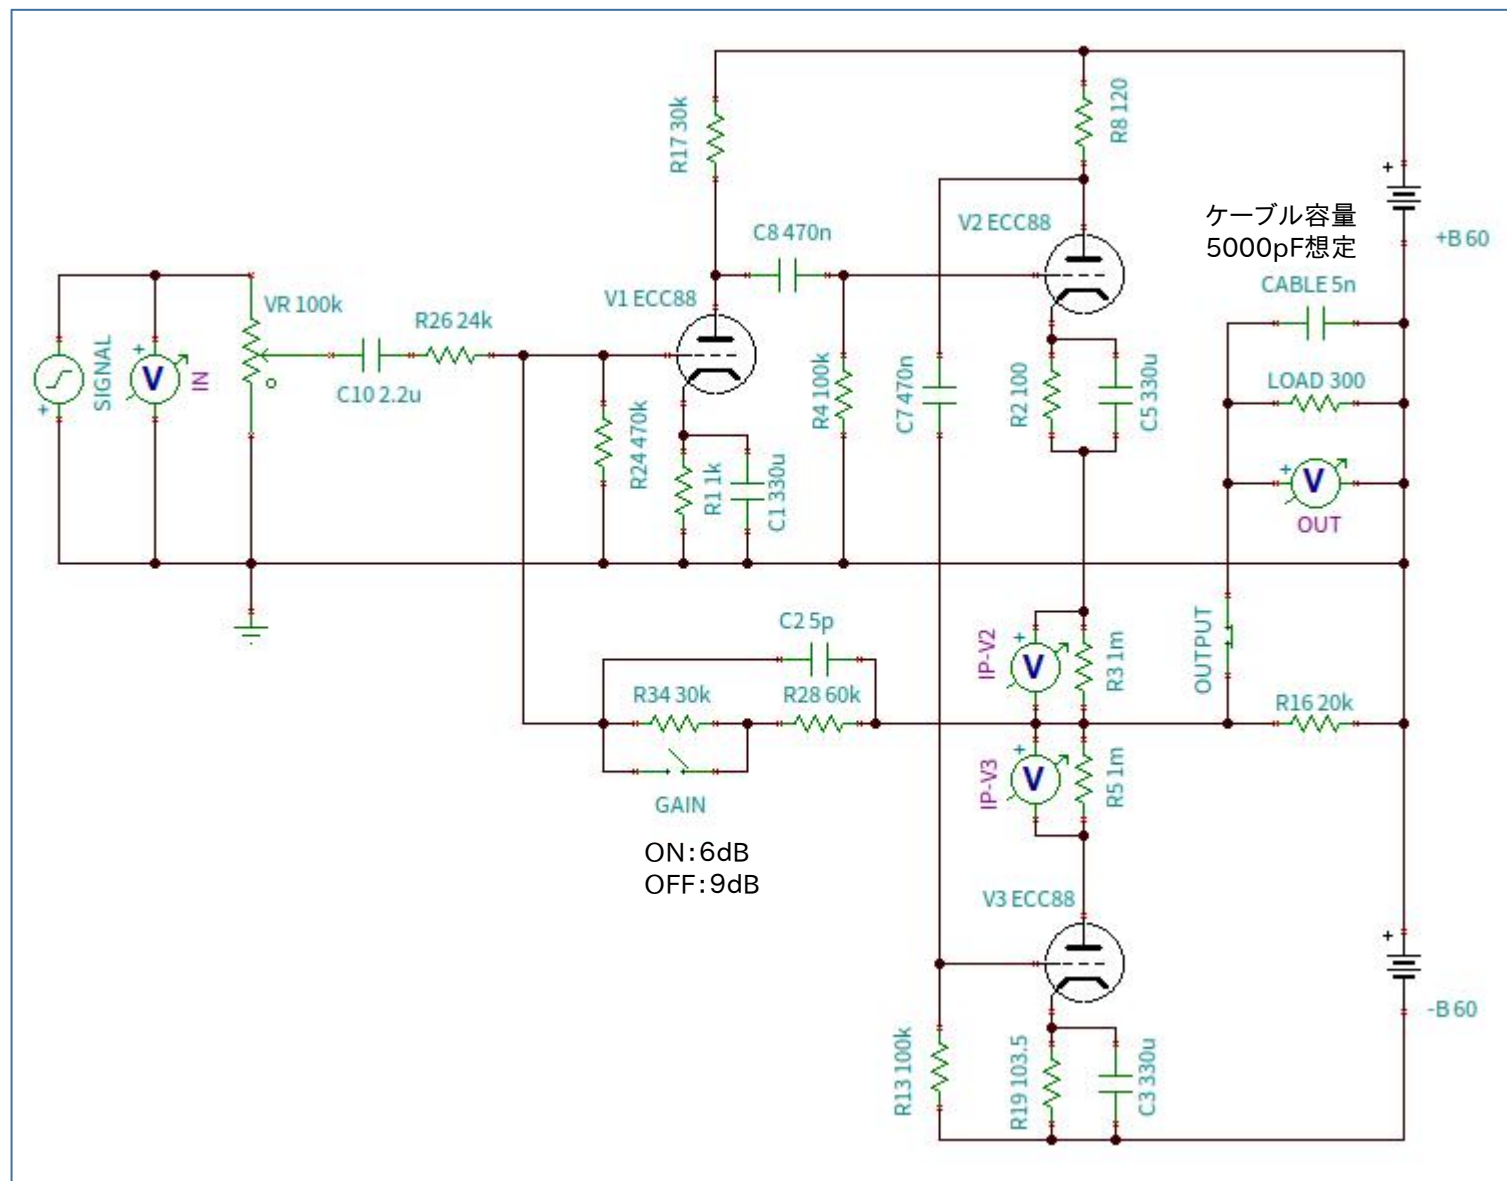 R17 30k
R8 120
ケーブル容量
5000pF想定
+B 60
C8 470n
V2 ECC88
CABLE 5n
VR 100k
R26 24k
V1 ECC88
SIGNAL
+
V
+
IN
C10 2.2u
R24 470k
R4 100k
C7 470n
R2 100
C5 330u
LOAD 300
R1 1k
C1 330u
+
V
OUT
C2 5p
IP-V2
+
V
R3 1m
OUTPUT
R34 30k
R28 60k
R16 20k
IP-V3
+
V
R5 1m
GAIN
ON:6dB
OFF:9dB
V3 ECC88
+
+
-B 60
R13 100k
R19 103.5
C3 330u